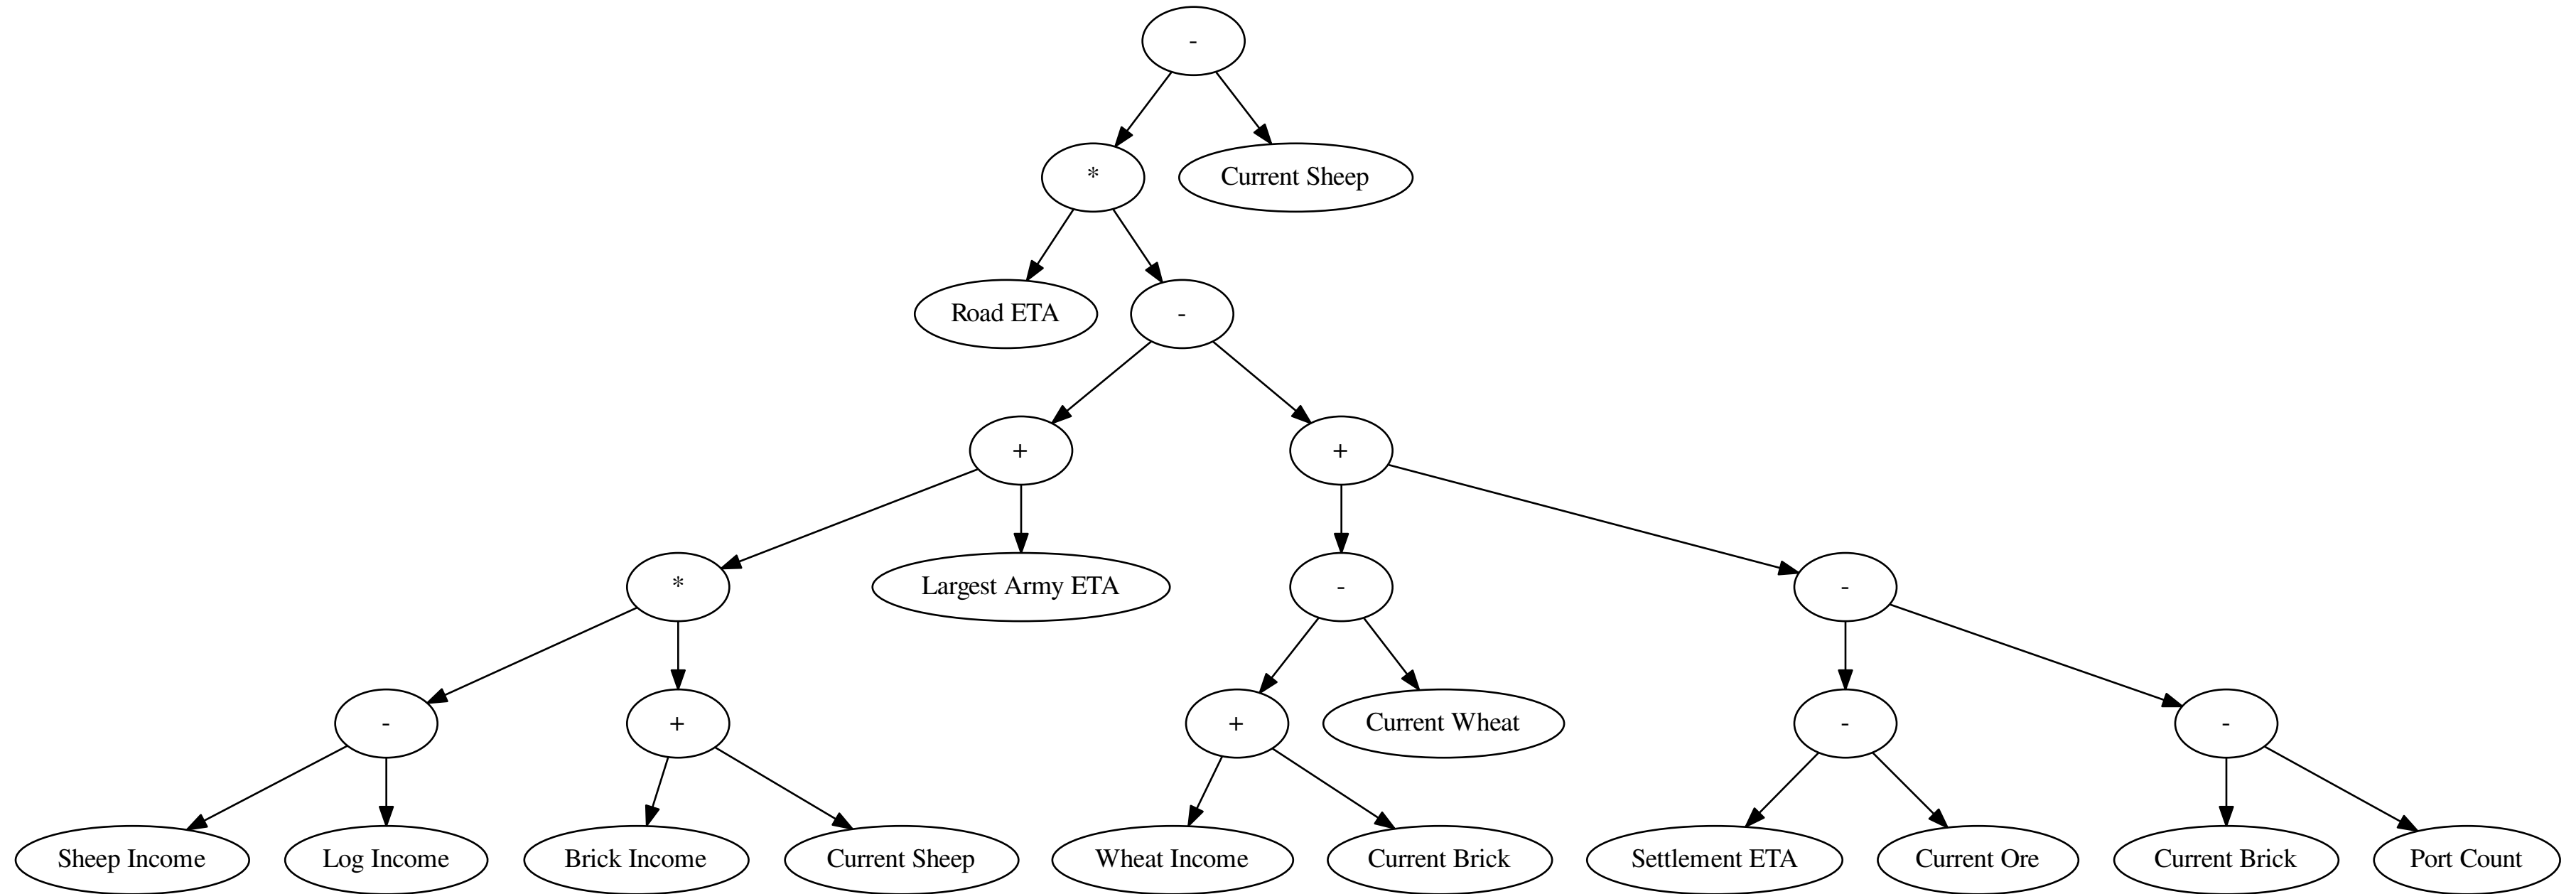 -
*
Current Sheep
Road ETA
-
+
+
*
Largest Army ETA
-
-
-
+
+
Current Wheat
-
-
Sheep Income
Log Income
Brick Income
Current Sheep
Wheat Income
Current Brick
Settlement ETA
Current Ore
Current Brick
Port Count